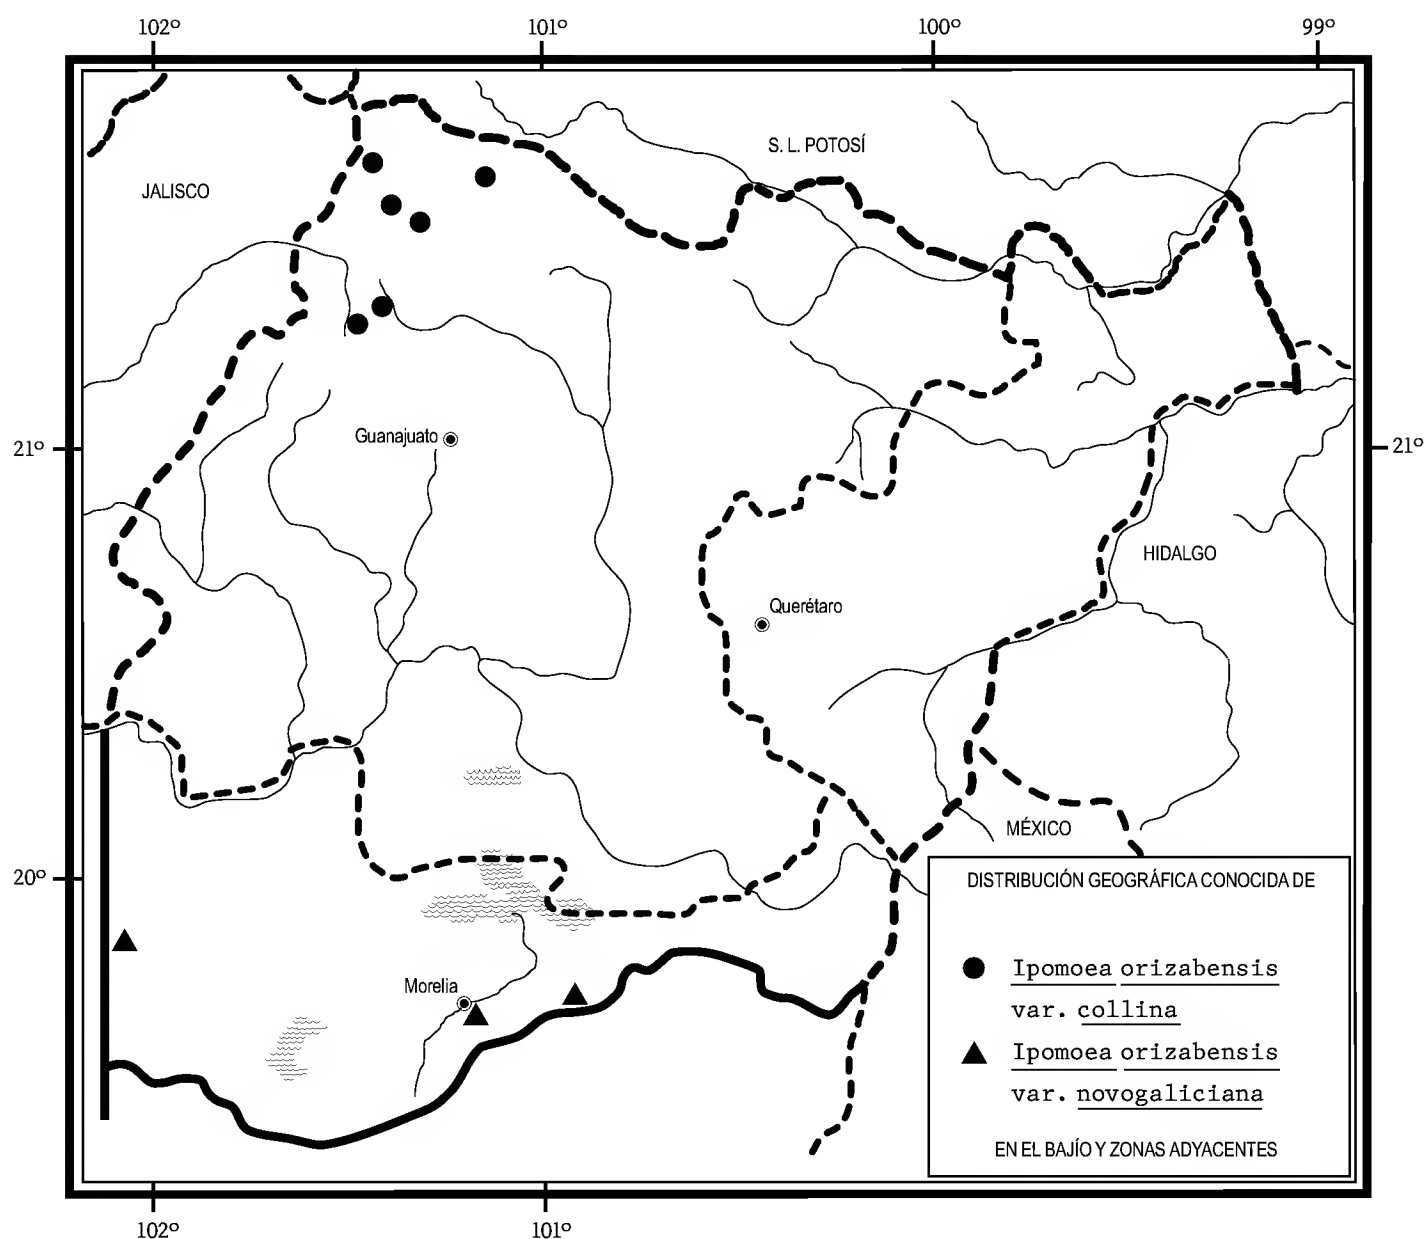 102º 101º 100º 99º
S. L. POTOSÍ
JALISCO
Guanajuato
21º 21º
HIDALGO
Querétaro
MÉXICO
20º
DISTRIBUCIÓN GEOGRÁFICA CONOCIDA DE
Ipomoea orizabensis
var. collina
Ipomoea orizabensis
var. novogaliciana
EN EL BAJÍO Y ZONAS ADYACENTES
Morelia
102º 101º